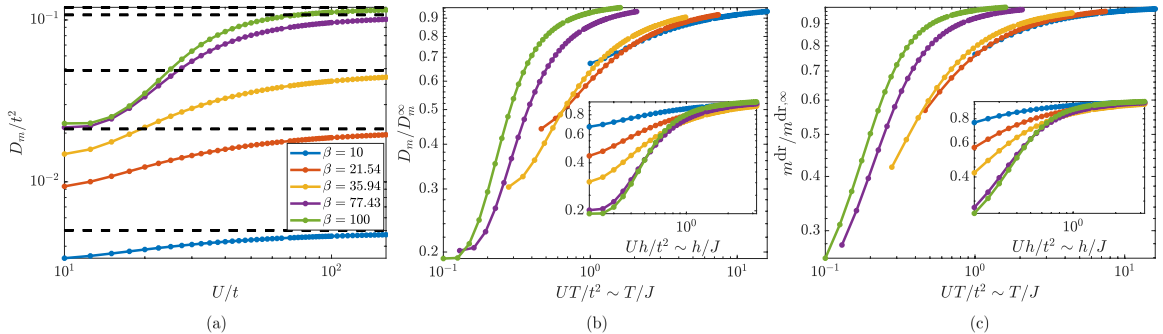 10^{-1}
10^{-2}
D_m/t^2
10^1
10^2
U/t
β = 10
β = 21.54
β = 35.94
β = 77.43
β = 100
(a)
0.9
0.8
0.7
0.6
0.5
0.4
0.3
0.2
D_m/D_m^∞
10^{-1}
10^0
10^1
UT/t^2 ∼ T/J
0.8
0.4
0.2
10^0
Uh/t^2 ∼ h/J
(b)
0.9
0.8
0.7
0.6
0.5
0.4
0.3
m^{dr}/m^{dr,∞}
10^{-1}
10^0
10^1
UT/t^2 ∼ T/J
0.8
0.4
10^0
Uh/t^2 ∼ h/J
(c)